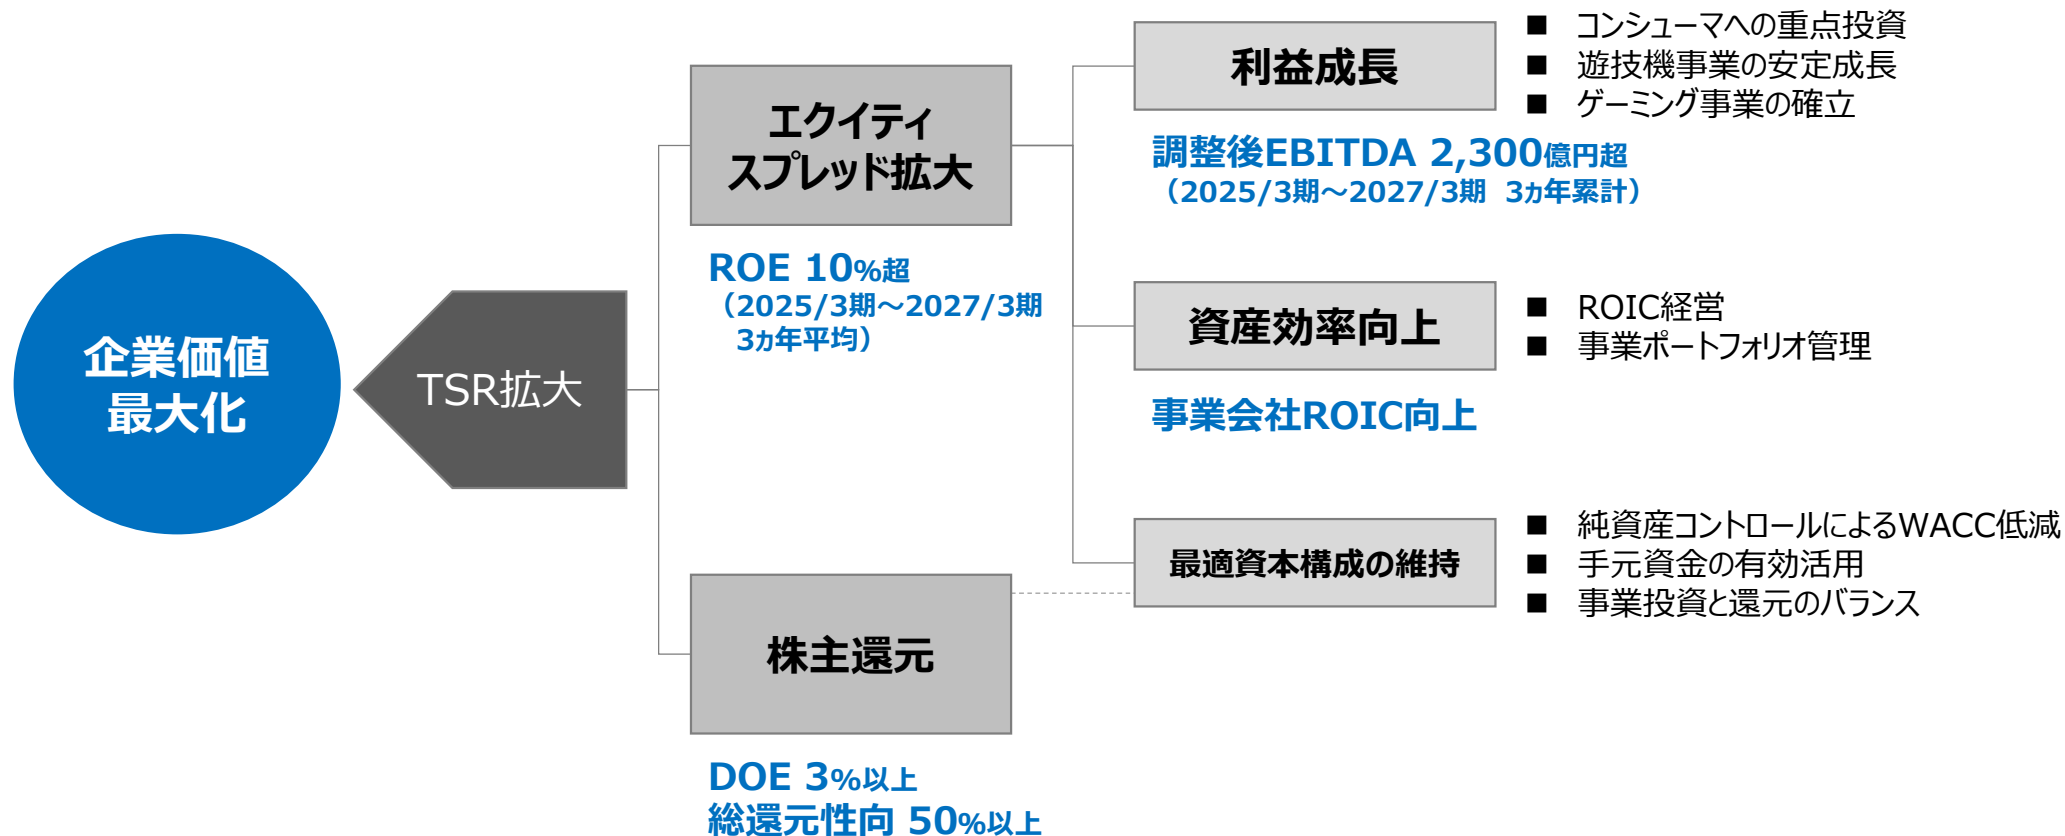 企業価値
最大化
TSR拡大
エクイティ
スプレッド拡大
ROE 10%超
（2025/3期～2027/3期
3ヵ年平均）
株主還元
DOE 3%以上
総還元性向 50%以上
利益成長
調整後EBITDA 2,300億円超
（2025/3期～2027/3期 3ヵ年累計）
■ コンシューマへの重点投資
■ 遊技機事業の安定成長
■ ゲーミング事業の確立
資産効率向上
事業会社ROIC向上
■ ROIC経営
■ 事業ポートフォリオ管理
最適資本構成の維持
■ 純資産コントロールによるWACC低減
■ 手元資金の有効活用
■ 事業投資と還元のバランス